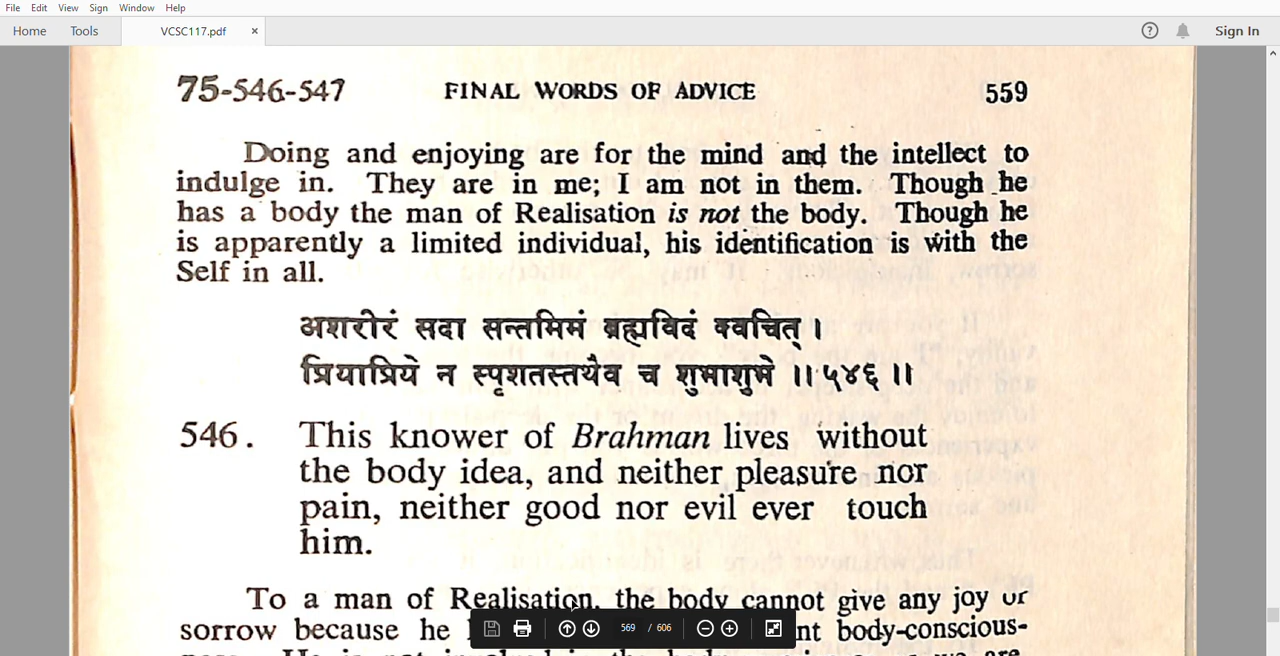 File Edit View Sign Window Help
Home Tools VCSC117.pdf × Sign In
75-546-547 FINAL WORDS OF ADVICE 559
Doing and enjoying are for the mind and the intellect to
indulge in. They are in me; I am not in them. Though he
has a body the man of Realisation is not the body. Though he
is apparently a limited individual, his identification is with the
Self in all.
अशरीरं सदा सन्तमिमं ब्रह्मविदं क्वचित् ।
प्रियाप्रिये न स्पृशतस्तथैव च शुभाशुभे ॥ ५४६ ॥
546. This knower of Brahman lives without
the body idea, and neither pleasure nor
pain, neither good nor evil ever touch
him.
To a man of Realisation, the body cannot give any joy or
sorrow because he body-conscious-
569 / 606